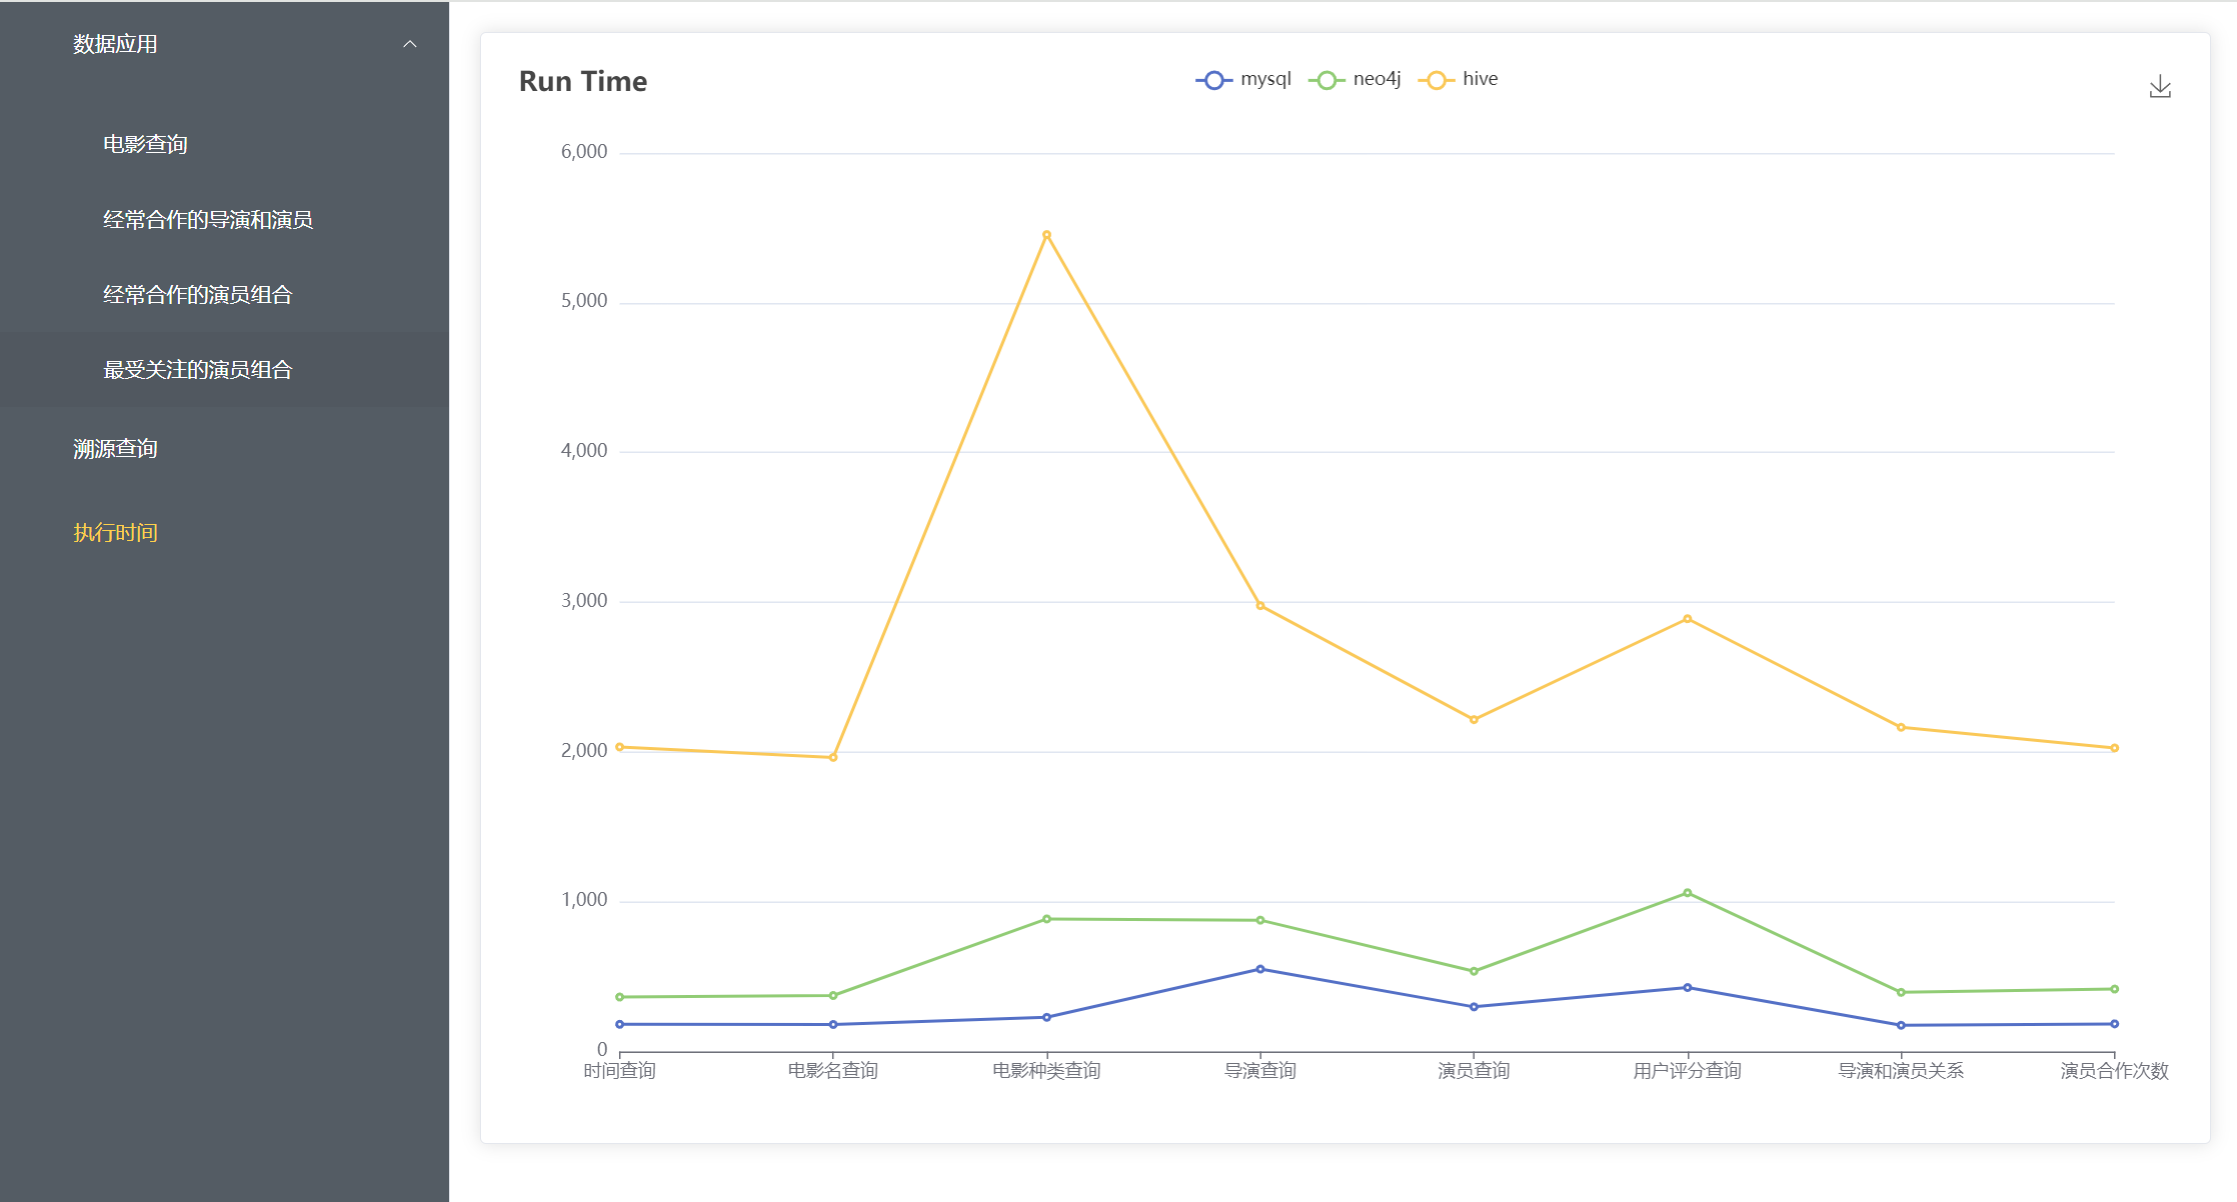 数据应用
电影查询
经常合作的导演和演员
经常合作的演员组合
最受关注的演员组合
溯源查询
执行时间
Run Time
mysql neo4j hive
6,000
5,000
4,000
3,000
2,000
1,000
0
时间查询 电影名查询 电影种类查询 导演查询 演员查询 用户评分查询 导演和演员关系 演员合作次数